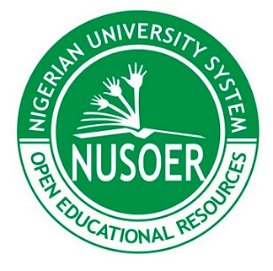 NIGERIAN UNIVERSITY SYSTEM
NUSOER
OPEN EDUCATIONAL RESOURCES